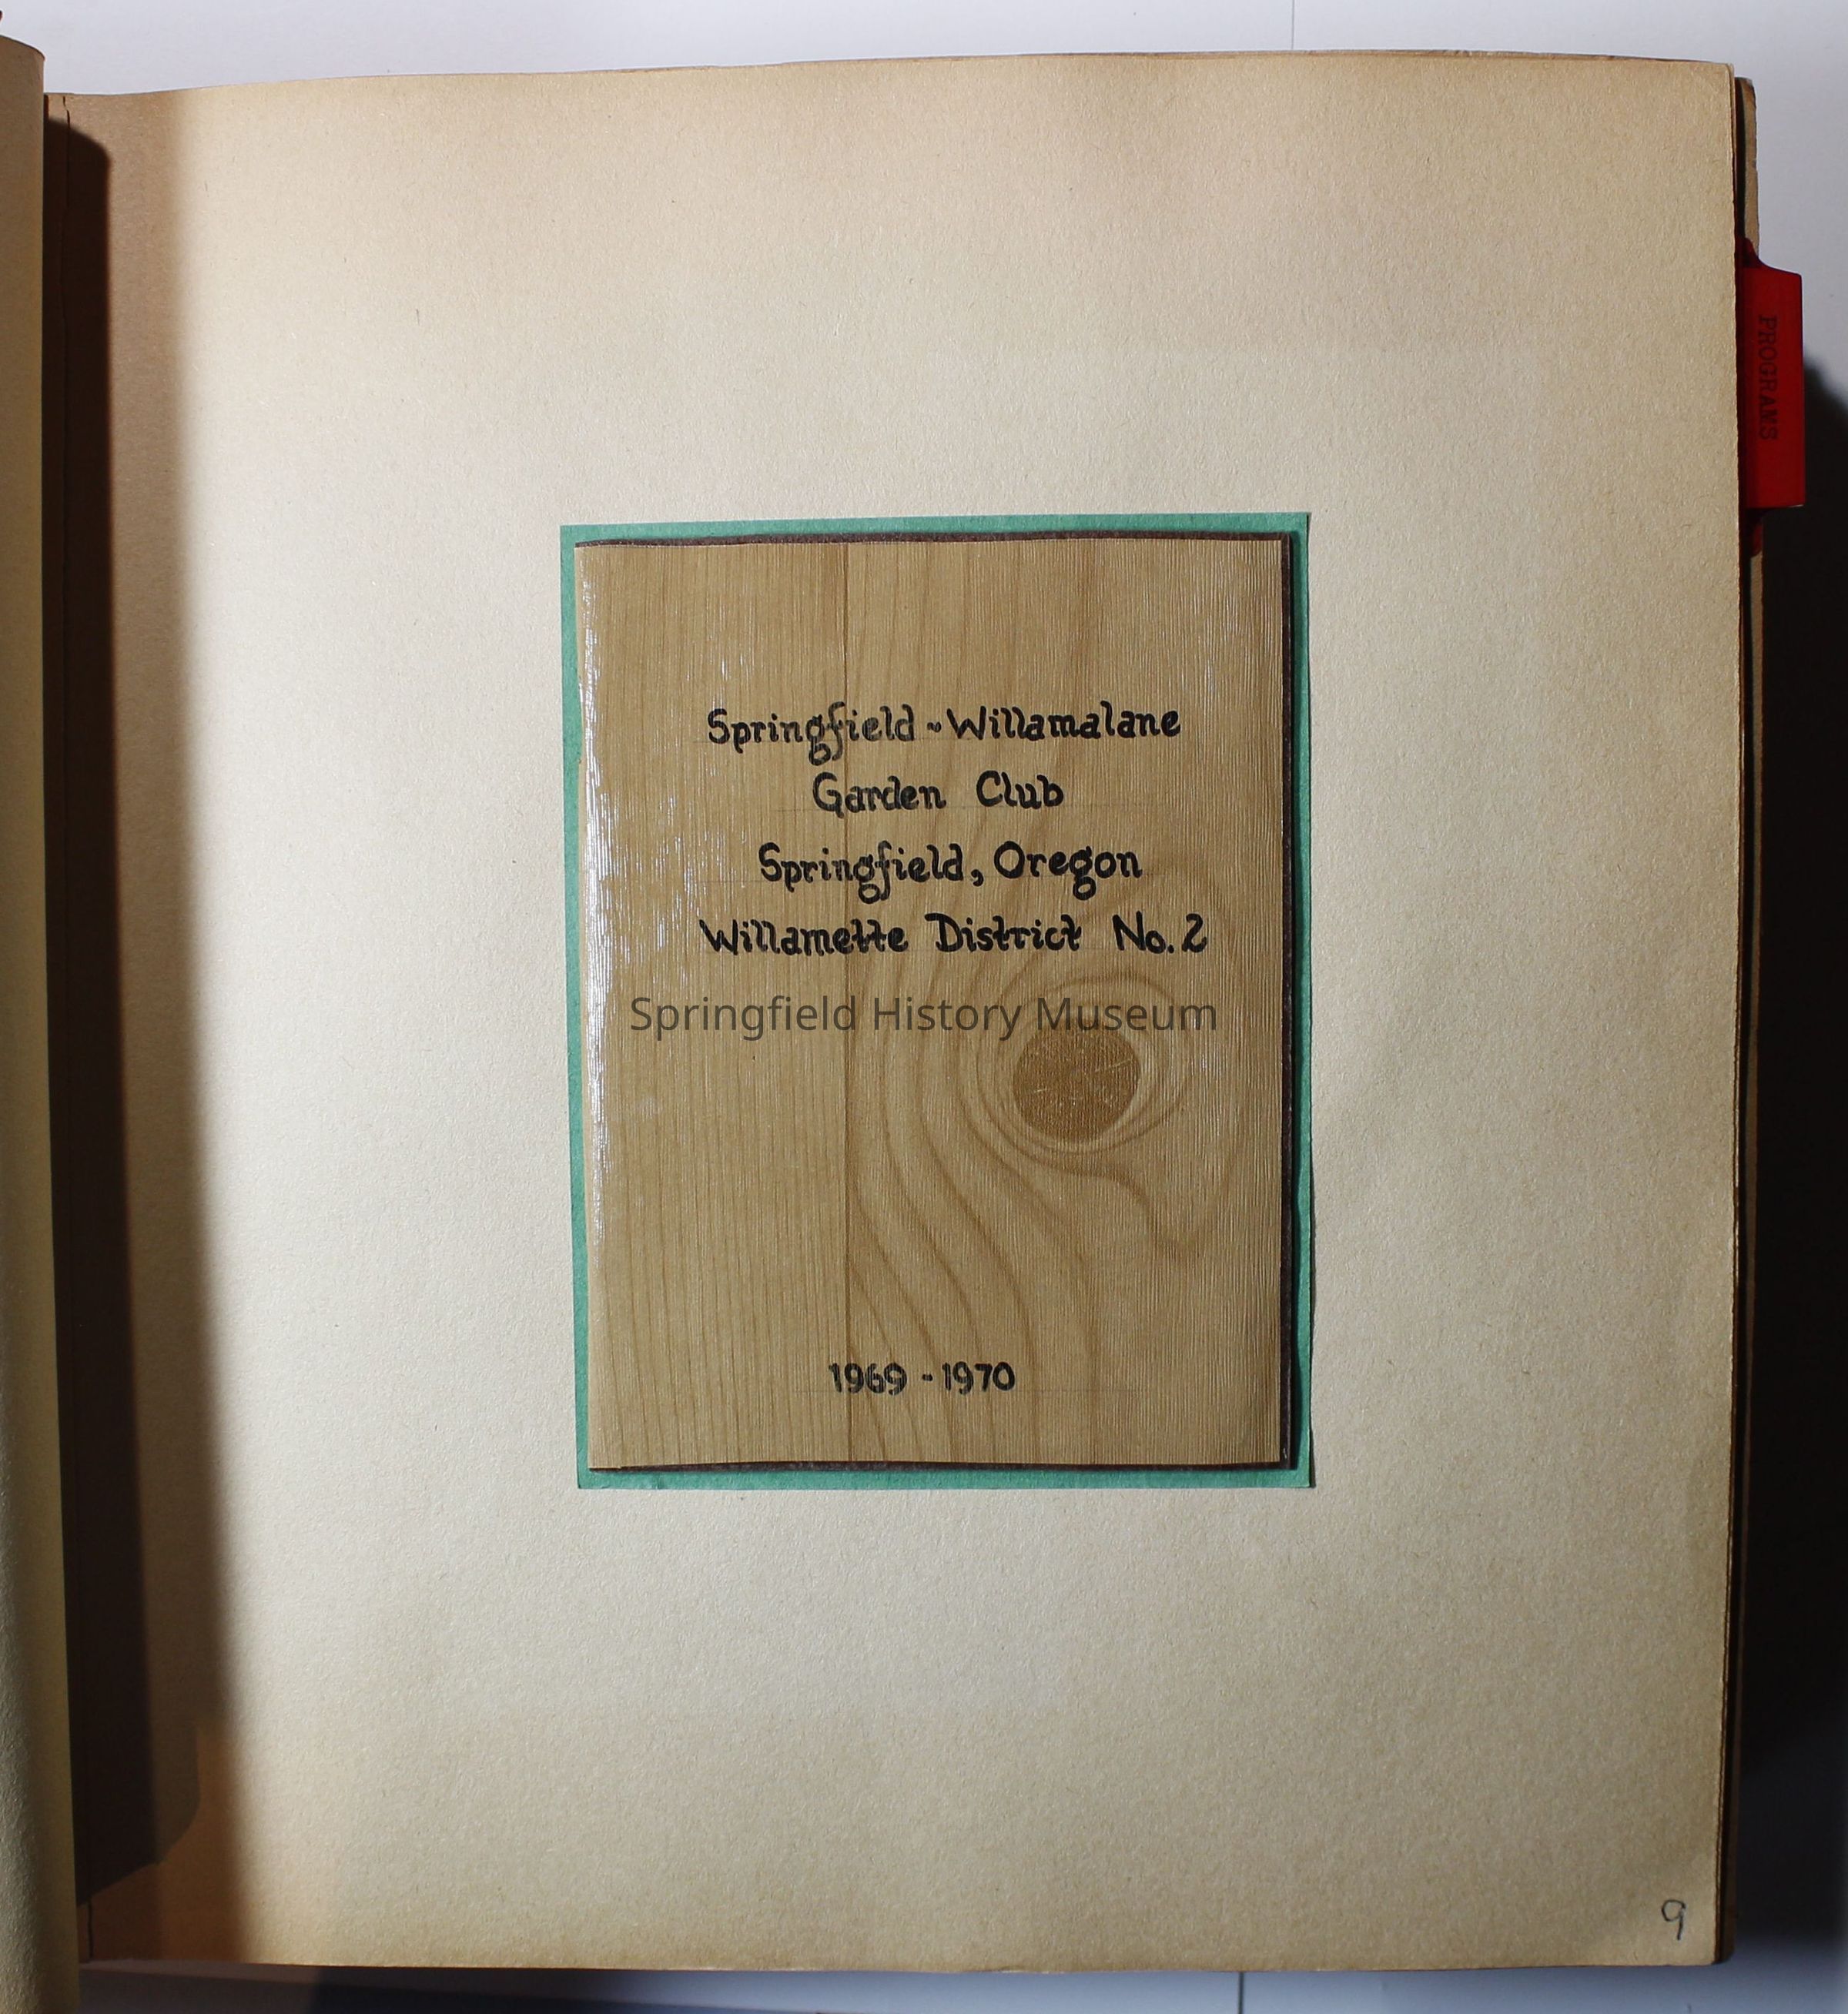 PROGRAMS
Springfield ~ Willamalane
Garden Club
Springfield, Oregon
Willamette District No. 2
Springfield History Museum
1969 - 1970
9